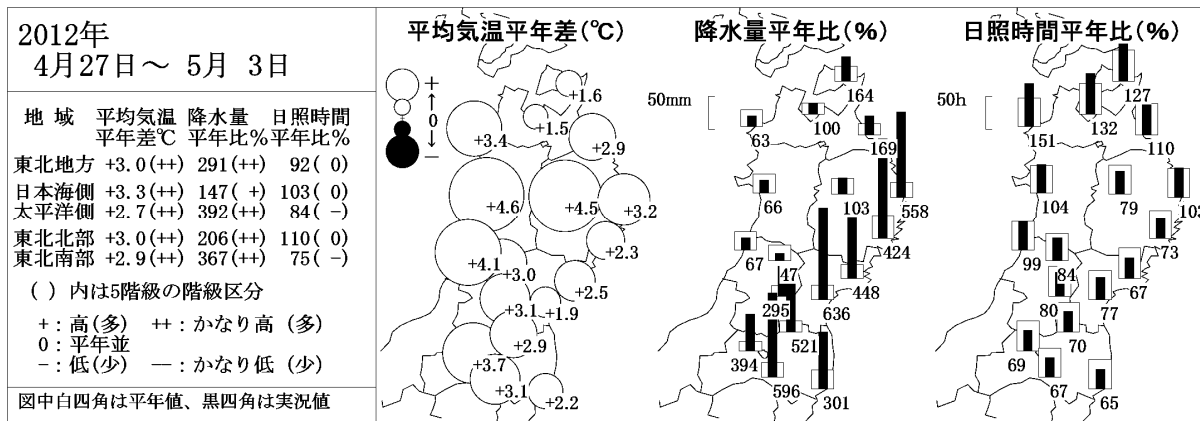 2012年
4月27日～ 5月 3日
地 域 平均気温 降水量 日照時間
平年差℃ 平年比% 平年比%
東北地方 +3.0(++) 291(++) 92( 0)
日本海側 +3.3(++) 147( +) 103( 0)
太平洋側 +2.7(++) 392(++) 84( -)
東北北部 +3.0(++) 206(++) 110( 0)
東北南部 +2.9(++) 367(++) 75( -)
( ) 内は5階級の階級区分
+：高(多) ++：かなり高 (多)
0：平年並
-：低(少) --：かなり低 (少)
図中白四角は平年値、黒四角は実況値
平均気温平年差(℃)
+
↑
0
↓
-
+1.6
+1.5
+3.4
+2.9
+4.6
+4.5
+3.2
+2.3
+4.1
+3.0
+2.5
+3.1
+1.9
+2.9
+3.7
+3.1
+2.2
降水量平年比(%)
50mm
164
100
63
169
66
103
558
424
67
47
448
295
636
521
394
596
301
日照時間平年比(%)
50h
127
132
151
110
104
79
103
73
99
84
67
80
77
70
69
67
65